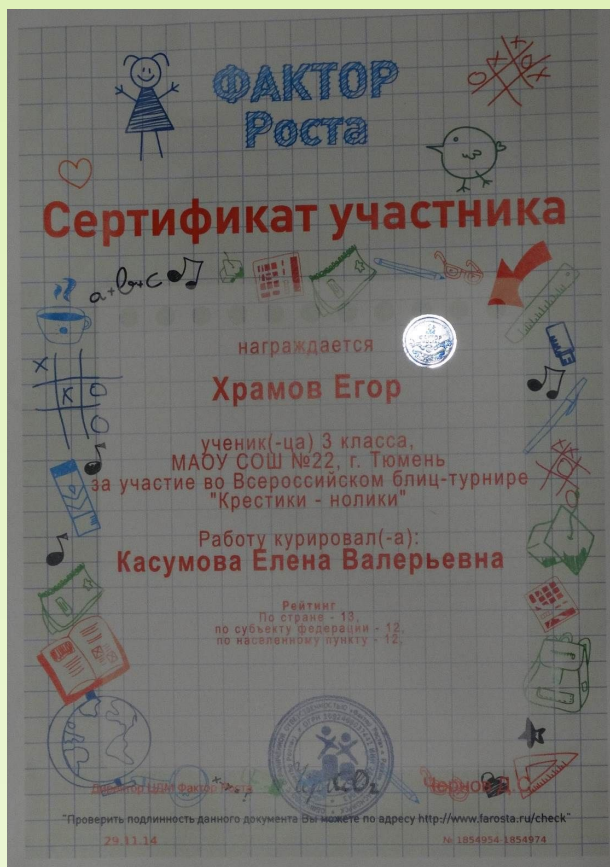 ФАКТОР
Роста
Сертификат участника
a+b+c
награждается
Храмов Егор
ученик(-ца) 3 класса,
МАОУ СОШ №22, г. Тюмень
за участие во Всероссийском блиц-турнире
"Крестики - нолики"
Работу курировал(-а):
Касумова Елена Валерьевна
Рейтинг
По стране - 13,
по субъекту федерации - 12,
по населенному пункту - 12,
Директор ЦДМ Фактор Роста
"Проверить подлинность данного документа Вы можете по адресу http://www.farosta.ru/check"
29.11.14
№ 1854954-1854974